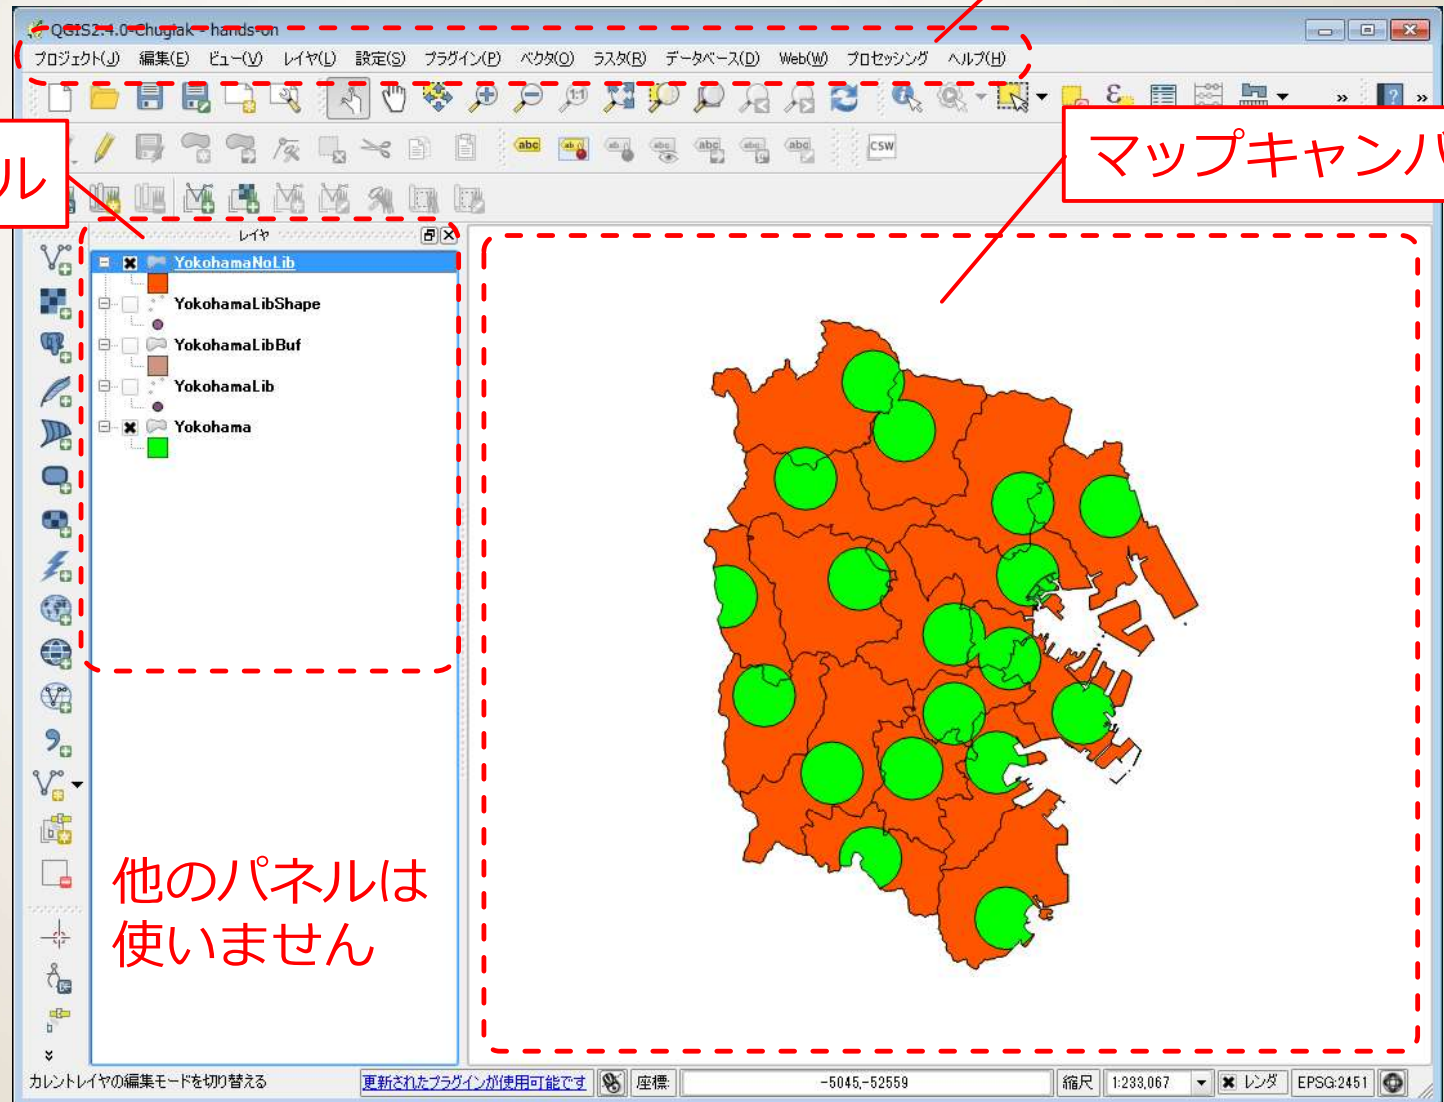 QGIS2.4.0-Chugiak - hands-on
プロジェクト(J) 編集(E) ビュー(V) レイヤ(L) 設定(S) プラグイン(P) ベクタ(O) ラスタ(R) データベース(D) Web(W) プロセッシング ヘルプ(H)
ル
マップキャンバ
CSW
レイヤ
YokohamaNoLib
YokohamaLibShape
YokohamaLibBuf
YokohamaLib
Yokohama
他のパネルは
使いません
カレントレイヤの編集モードを切り替える 更新されたプラグインが使用可能です 座標: -5045,-52559 縮尺 1:233,067 レンダ EPSG:2451